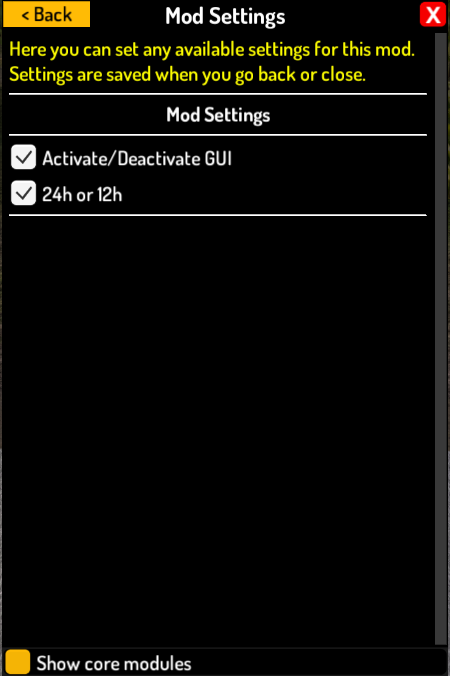 < Back
Mod Settings
X
Here you can set any available settings for this mod.
Settings are saved when you go back or close.
Mod Settings
Activate/Deactivate GUI
24h or 12h
Show core modules